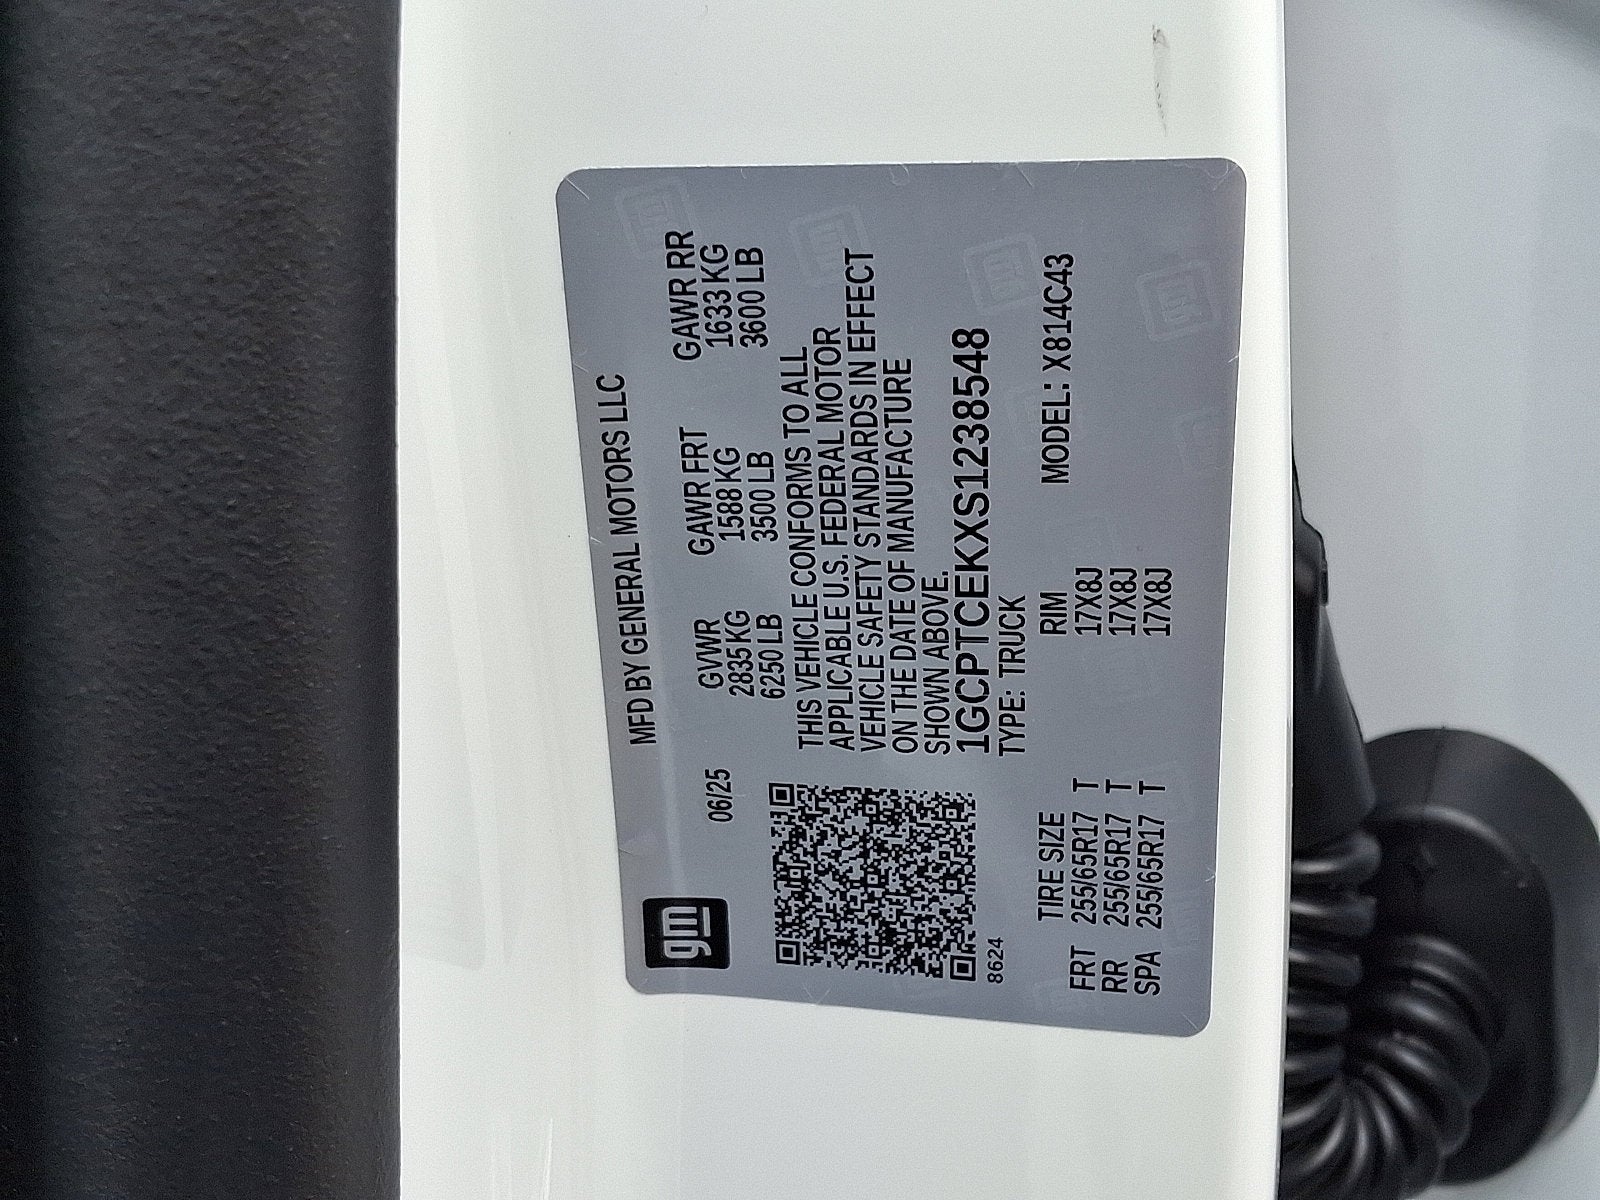 gm
MFD BY GENERAL MOTORS LLC
06/25 GVWR GAWR FRT GAWR RR
2835 KG 1588 KG 1633 KG
6250 LB 3500 LB 3600 LB
THIS VEHICLE CONFORMS TO ALL
APPLICABLE U.S. FEDERAL MOTOR
VEHICLE SAFETY STANDARDS IN EFFECT
ON THE DATE OF MANUFACTURE
SHOWN ABOVE.
1GCPTCEKXS1238548
8624 TYPE: TRUCK
TIRE SIZE RIM MODEL: X814C43
FRT 255/65R17 T 17X8J
RR 255/65R17 T 17X8J
SPA 255/65R17 T 17X8J